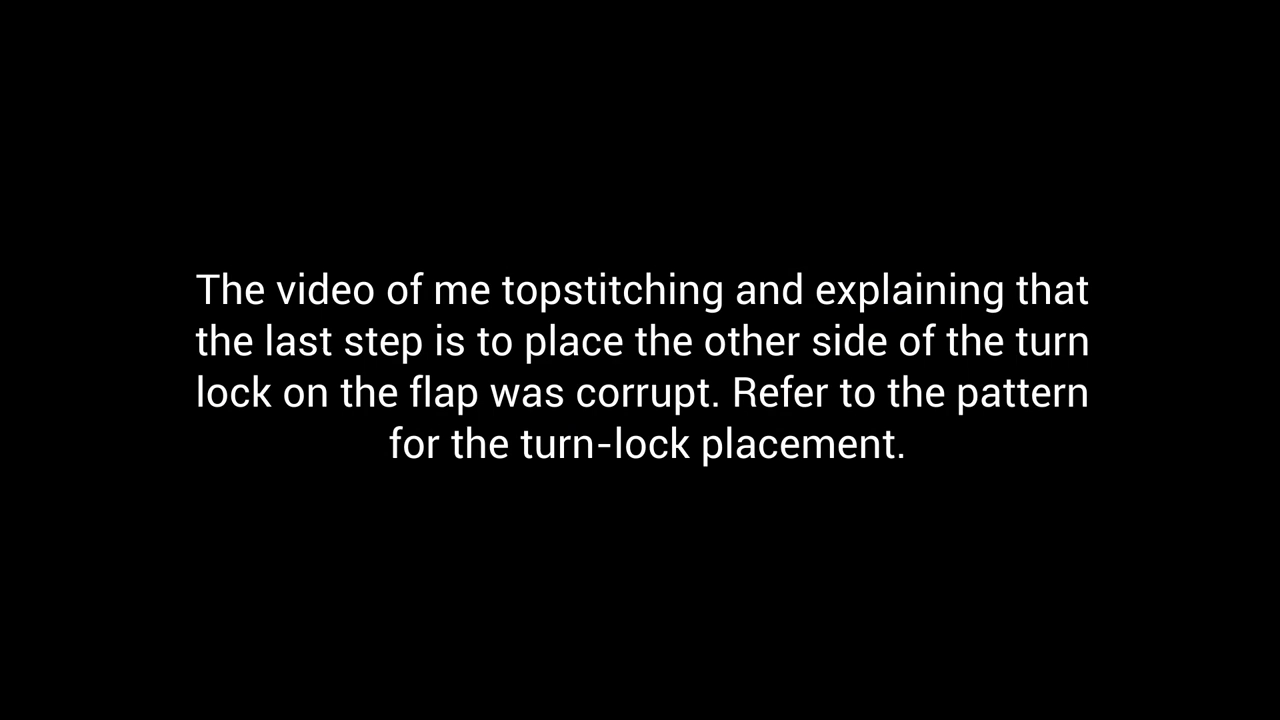 The video of me topstitching and explaining that
the last step is to place the other side of the turn
lock on the flap was corrupt. Refer to the pattern
for the turn-lock placement.